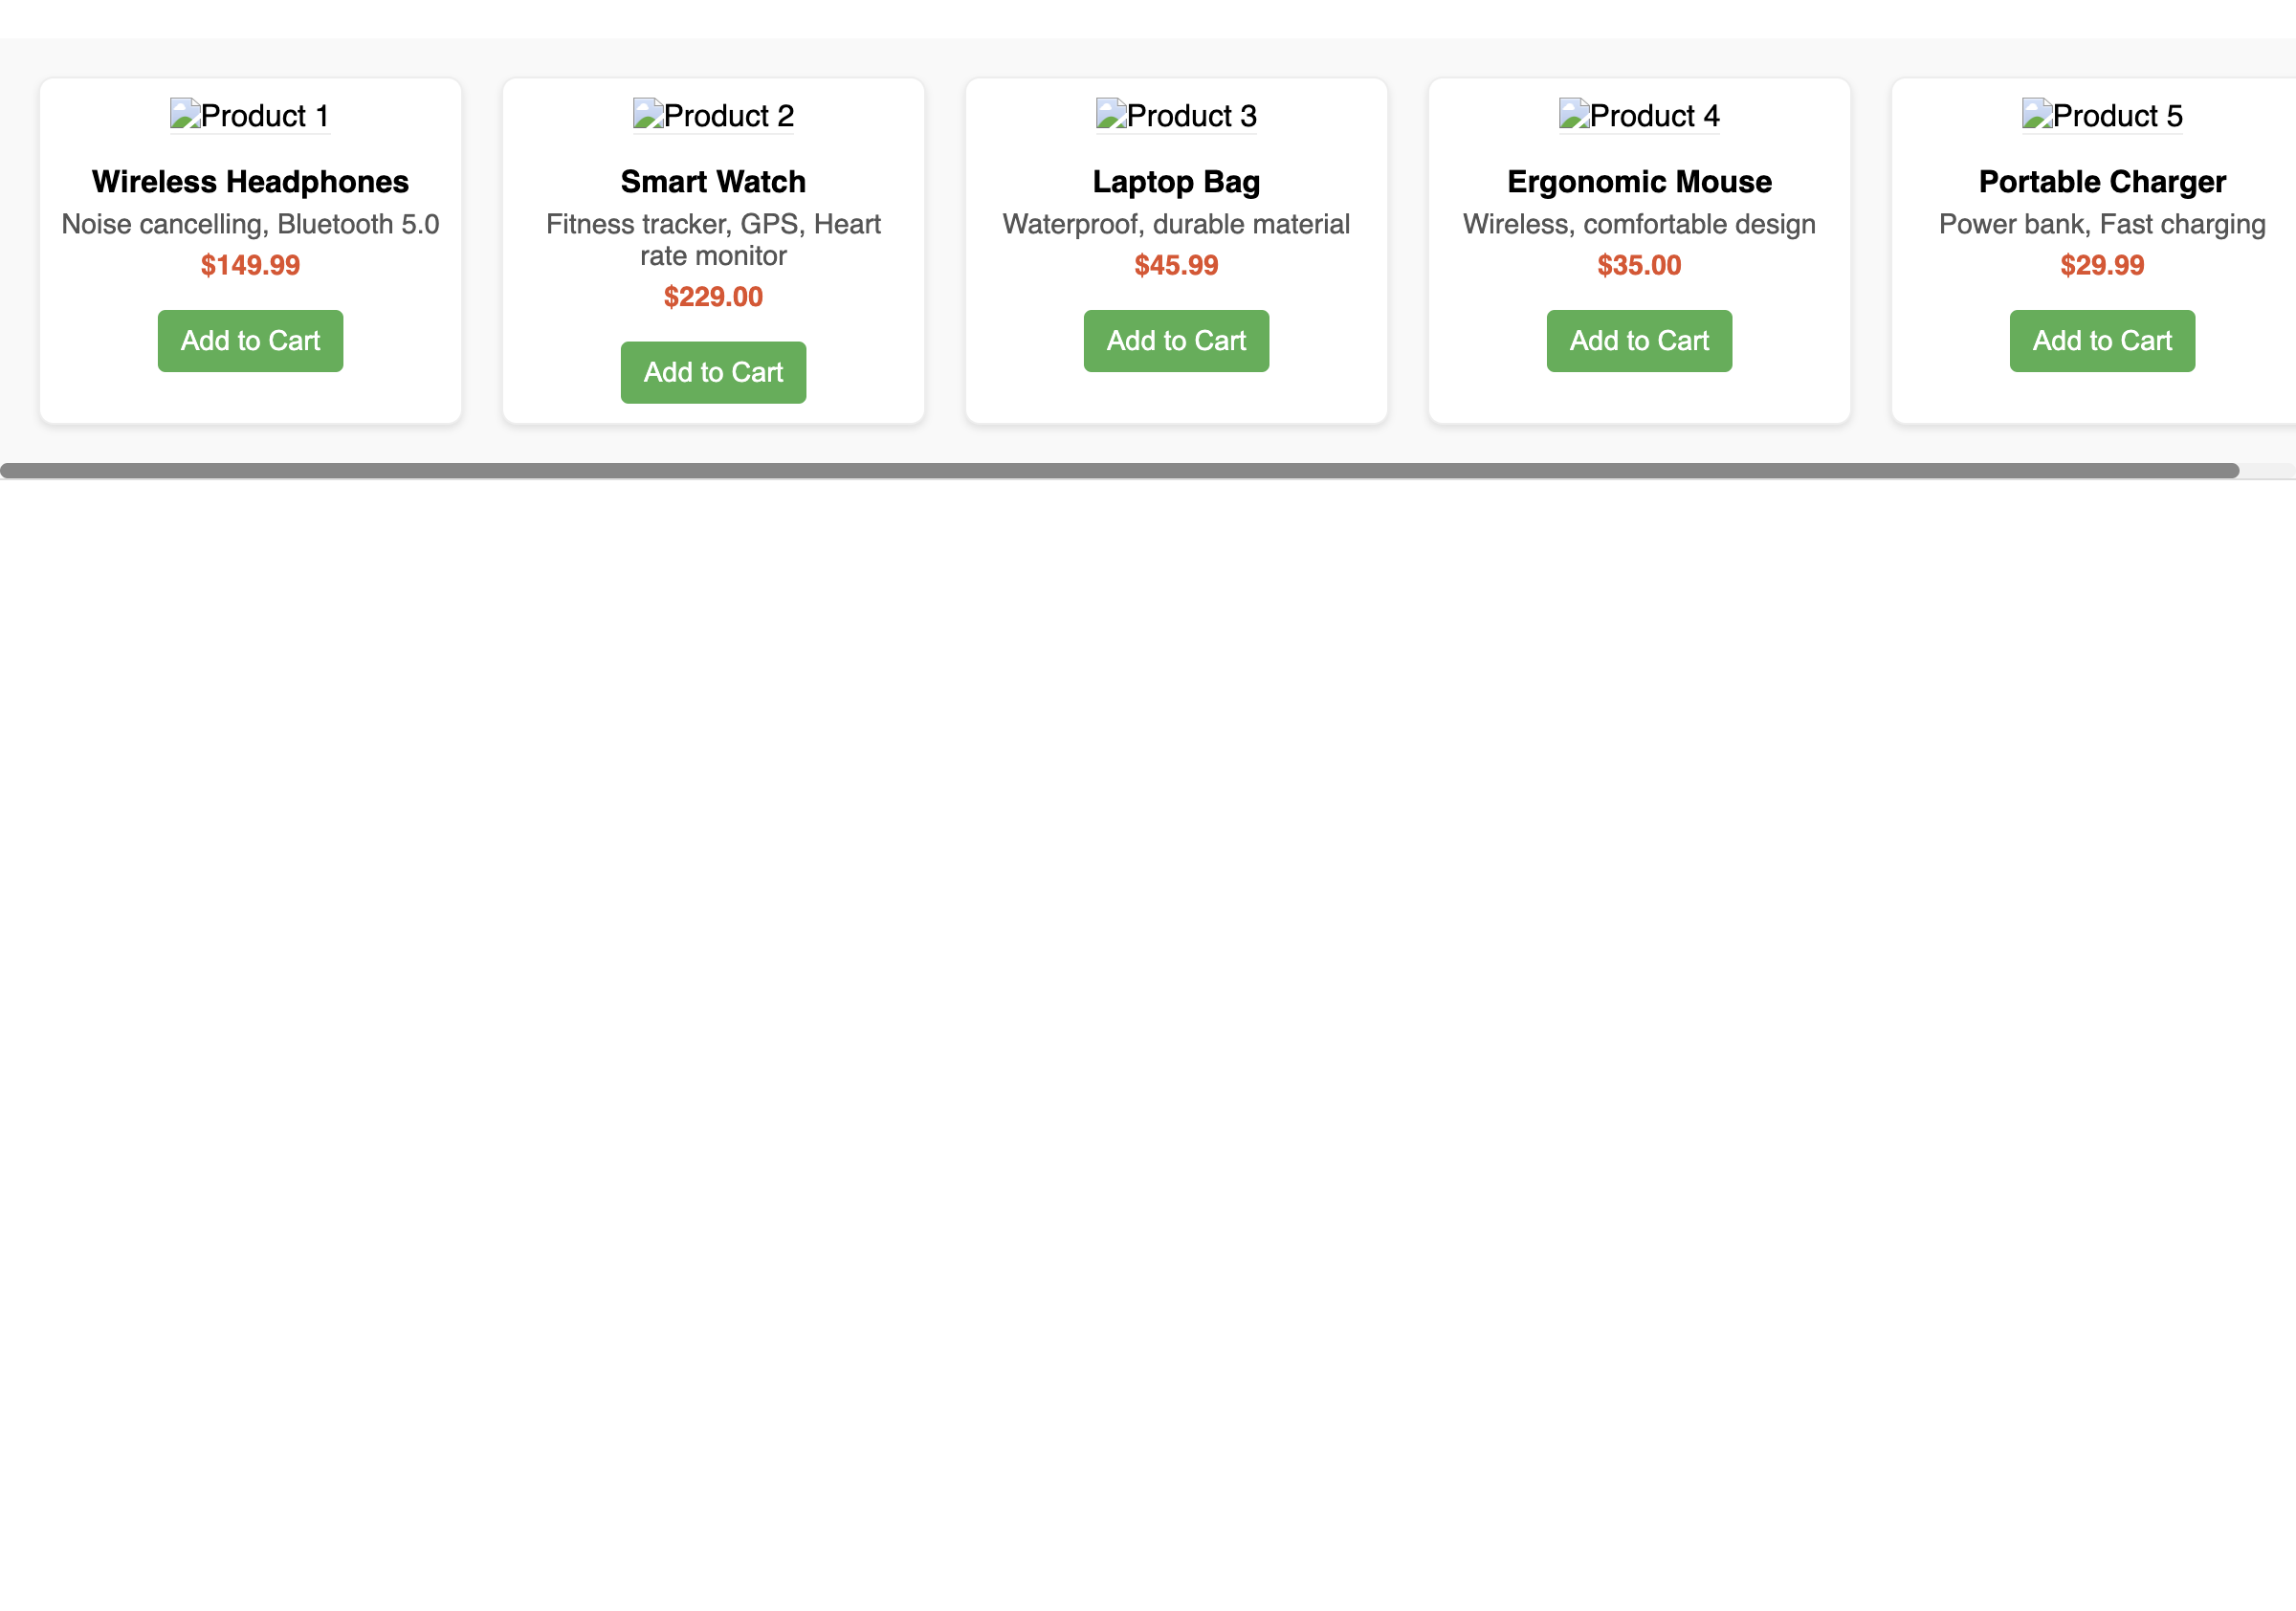 Product 1
Wireless Headphones
Noise cancelling, Bluetooth 5.0
$149.99
Add to Cart
Product 2
Smart Watch
Fitness tracker, GPS, Heart
rate monitor
$229.00
Add to Cart
Product 3
Laptop Bag
Waterproof, durable material
$45.99
Add to Cart
Product 4
Ergonomic Mouse
Wireless, comfortable design
$35.00
Add to Cart
Product 5
Portable Charger
Power bank, Fast charging
$29.99
Add to Cart